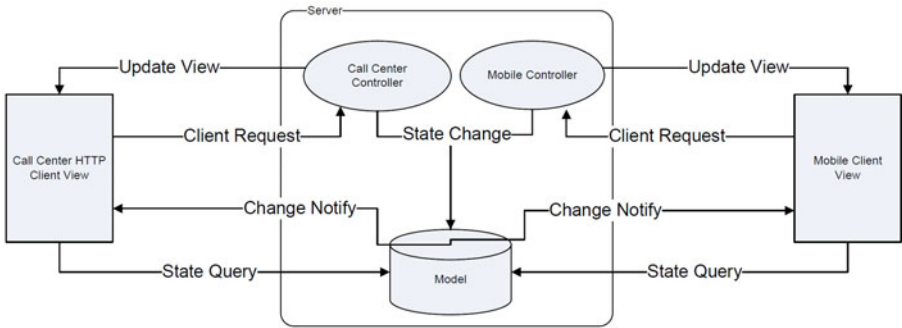 Server
Update View
Call Center
Controller
Mobile Controller
Update View
Client Request
State Change
Client Request
Call Center HTTP
Client View
Mobile Client
View
Change Notify
Change Notify
State Query
Model
State Query